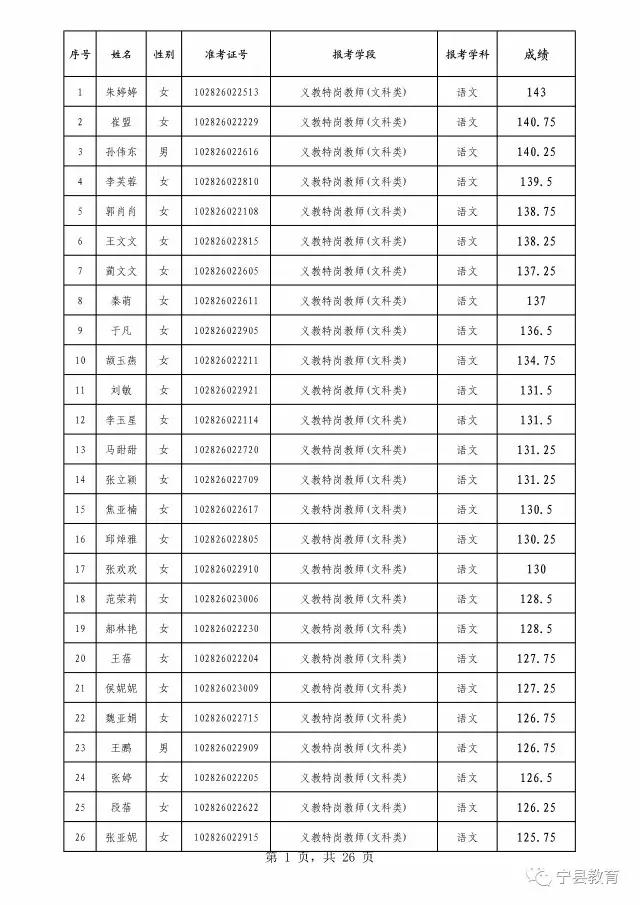 序号 姓名 性别 准考证号 报考学段 报考学科 成绩
1 朱婷婷 女 102826022513 义教特岗教师(文科类) 语文 143
2 崔盟 女 102826022229 义教特岗教师(文科类) 语文 140.75
3 孙伟东 男 102826022616 义教特岗教师(文科类) 语文 140.25
4 李芙蓉 女 102826022810 义教特岗教师(文科类) 语文 139.5
5 郭肖肖 女 102826022108 义教特岗教师(文科类) 语文 138.75
6 王文文 女 102826022815 义教特岗教师(文科类) 语文 138.25
7 蔺文文 女 102826022605 义教特岗教师(文科类) 语文 137.25
8 秦萌 女 102826022611 义教特岗教师(文科类) 语文 137
9 于凡 女 102826022905 义教特岗教师(文科类) 语文 136.5
10 颉玉燕 女 102826022211 义教特岗教师(文科类) 语文 134.75
11 刘敏 女 102826022921 义教特岗教师(文科类) 语文 131.5
12 李玉星 女 102826022114 义教特岗教师(文科类) 语文 131.5
13 马甜甜 女 102826022720 义教特岗教师(文科类) 语文 131.25
14 张立颖 女 102826022709 义教特岗教师(文科类) 语文 131.25
15 焦亚楠 女 102826022617 义教特岗教师(文科类) 语文 130.5
16 邱焯雅 女 102826022805 义教特岗教师(文科类) 语文 130.25
17 张欢欢 女 102826022910 义教特岗教师(文科类) 语文 130
18 范荣莉 女 102826023006 义教特岗教师(文科类) 语文 128.5
19 郝林艳 女 102826022230 义教特岗教师(文科类) 语文 128.5
20 王蓓 女 102826022204 义教特岗教师(文科类) 语文 127.75
21 侯妮妮 女 102826023009 义教特岗教师(文科类) 语文 127.25
22 魏亚娟 女 102826022715 义教特岗教师(文科类) 语文 126.75
23 王鹏 男 102826022909 义教特岗教师(文科类) 语文 126.75
24 张婷 女 102826022205 义教特岗教师(文科类) 语文 126.5
25 段蓓 女 102826022622 义教特岗教师(文科类) 语文 126.25
26 张亚妮 女 102826022915 义教特岗教师(文科类) 语文 125.75
第 1 页，共 26 页
宁县教育